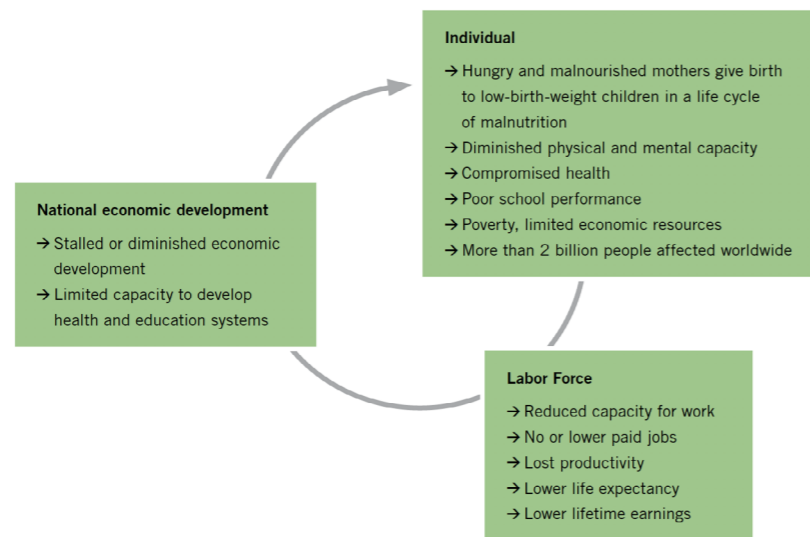 Individual
→ Hungry and malnourished mothers give birth
to low-birth-weight children in a life cycle
of malnutrition
→ Diminished physical and mental capacity
→ Compromised health
→ Poor school performance
→ Poverty, limited economic resources
→ More than 2 billion people affected worldwide
National economic development
→ Stalled or diminished economic
development
→ Limited capacity to develop
health and education systems
Labor Force
→ Reduced capacity for work
→ No or lower paid jobs
→ Lost productivity
→ Lower life expectancy
→ Lower lifetime earnings